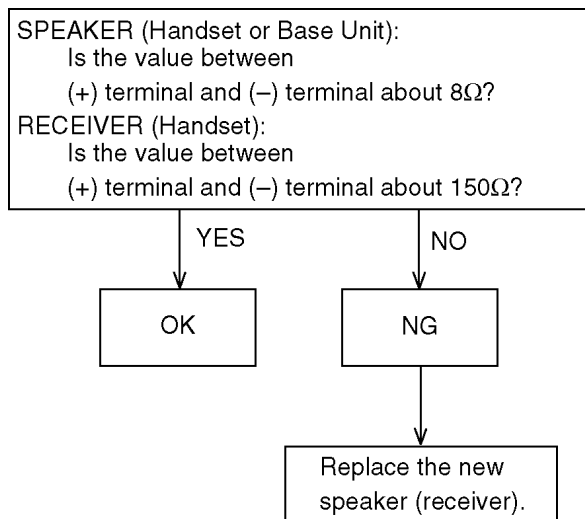 SPEAKER (Handset or Base Unit):
Is the value between
(+) terminal and (–) terminal about 8Ω?
RECEIVER (Handset):
Is the value between
(+) terminal and (–) terminal about 150Ω?
YES
NO
OK
NG
Replace the new
speaker (receiver).